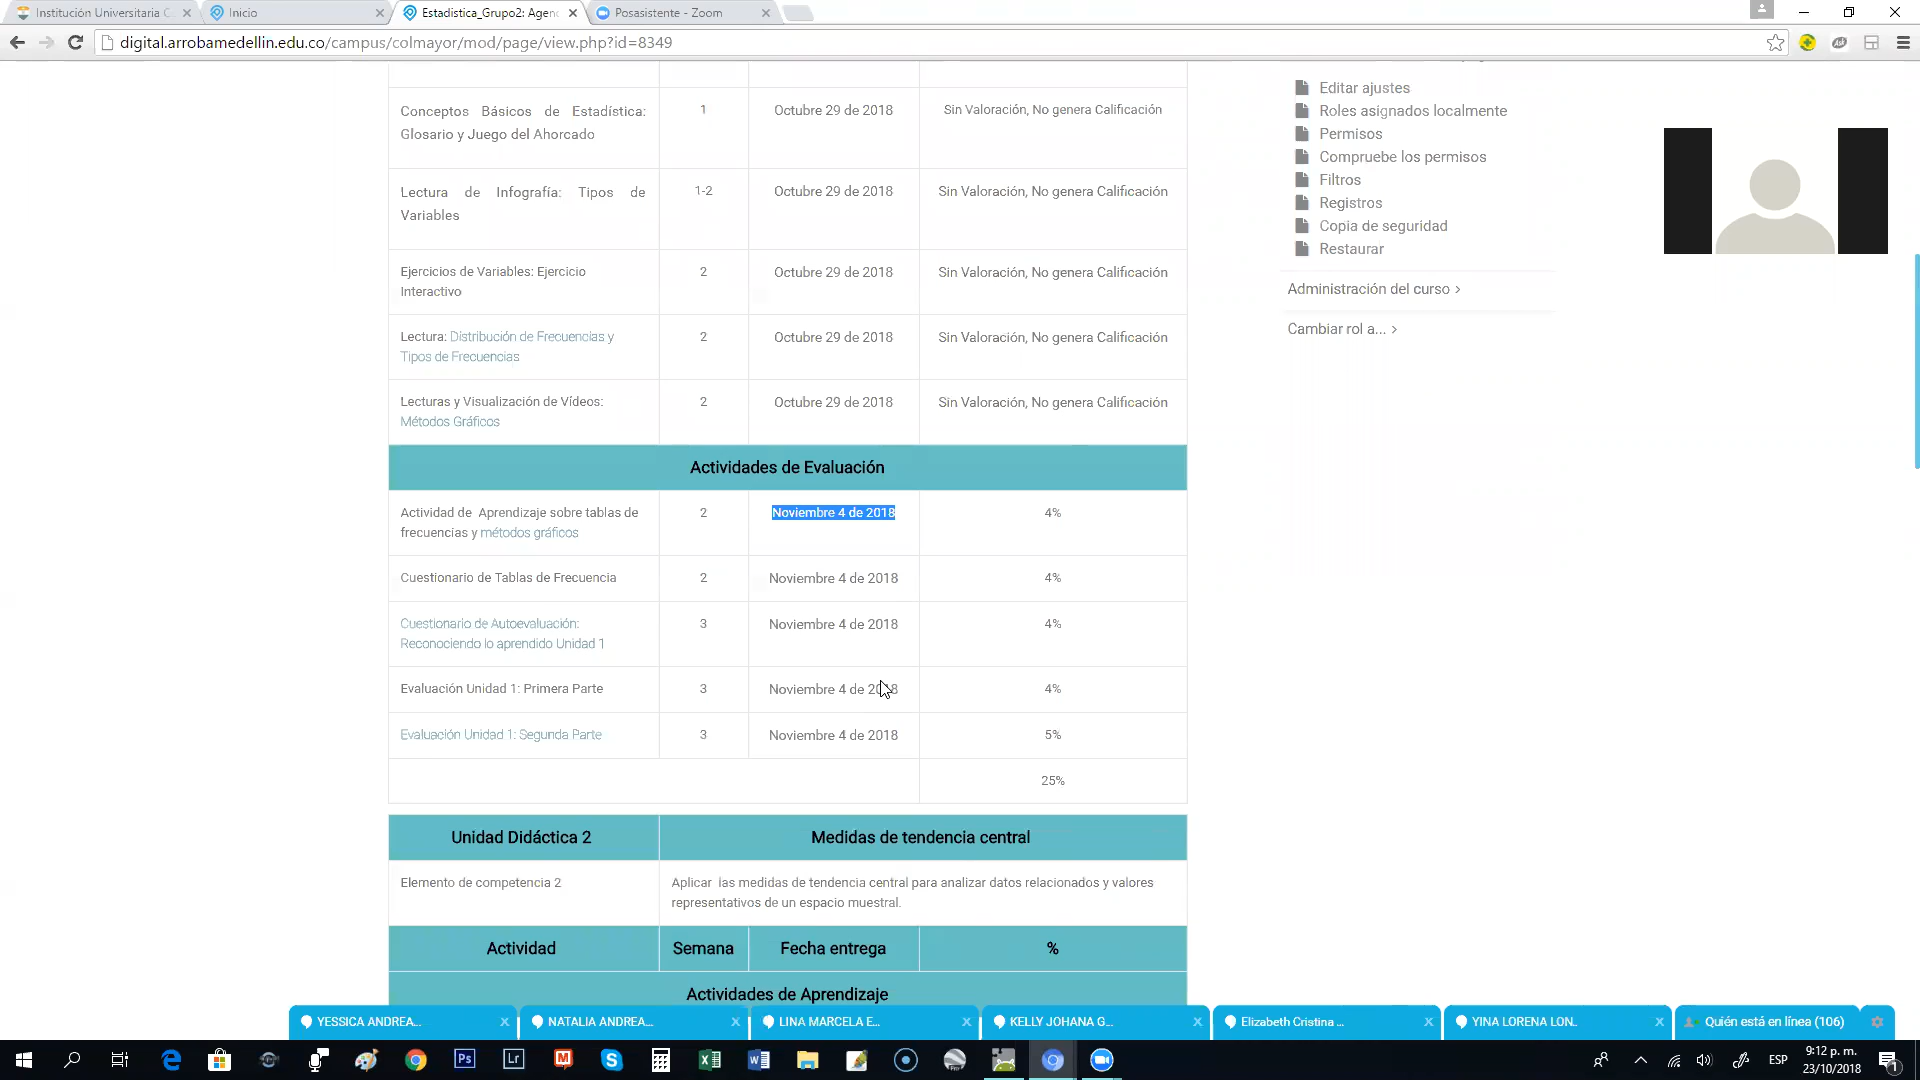 Institución Universitaria C
Inicio
Estadistica_Grupo2: Agen
Posasistente - Zoom
digital.arrobamedellin.edu.co/campus/colmayor/mod/page/view.php?id=8349
Conceptos Básicos de Estadística: Glosario y Juego del Ahorcado
1
Octubre 29 de 2018
Sin Valoración, No genera Calificación
Lectura de Infografía: Tipos de Variables
1-2
Octubre 29 de 2018
Sin Valoración, No genera Calificación
Ejercicios de Variables: Ejercicio Interactivo
2
Octubre 29 de 2018
Sin Valoración, No genera Calificación
Lectura: Distribución de Frecuencias y Tipos de Frecuencias
2
Octubre 29 de 2018
Sin Valoración, No genera Calificación
Lecturas y Visualización de Vídeos: Métodos Gráficos
2
Octubre 29 de 2018
Sin Valoración, No genera Calificación
Actividades de Evaluación
Actividad de Aprendizaje sobre tablas de frecuencias y métodos gráficos
2
Noviembre 4 de 2018
4%
Cuestionario de Tablas de Frecuencia
2
Noviembre 4 de 2018
4%
Cuestionario de Autoevaluación: Reconociendo lo aprendido Unidad 1
3
Noviembre 4 de 2018
4%
Evaluación Unidad 1: Primera Parte
3
Noviembre 4 de 2018
4%
Evaluación Unidad 1: Segunda Parte
3
Noviembre 4 de 2018
5%
25%
Unidad Didáctica 2
Medidas de tendencia central
Elemento de competencia 2
Aplicar las medidas de tendencia central para analizar datos relacionados y valores representativos de un espacio muestral.
Actividad
Semana
Fecha entrega
%
Actividades de Aprendizaje
Editar ajustes
Roles asignados localmente
Permisos
Compruebe los permisos
Filtros
Registros
Copia de seguridad
Restaurar
Administración del curso >
Cambiar rol a... >
YESSICA ANDREA... x
NATALIA ANDREA... x
LINA MARCELA E... x
KELLY JOHANA G... x
Elizabeth Cristina ... x
YINA LORENA LON.. x
Quién está en línea (106)
Ps
Lr
ESP
9:12 p. m.
23/10/2018
1